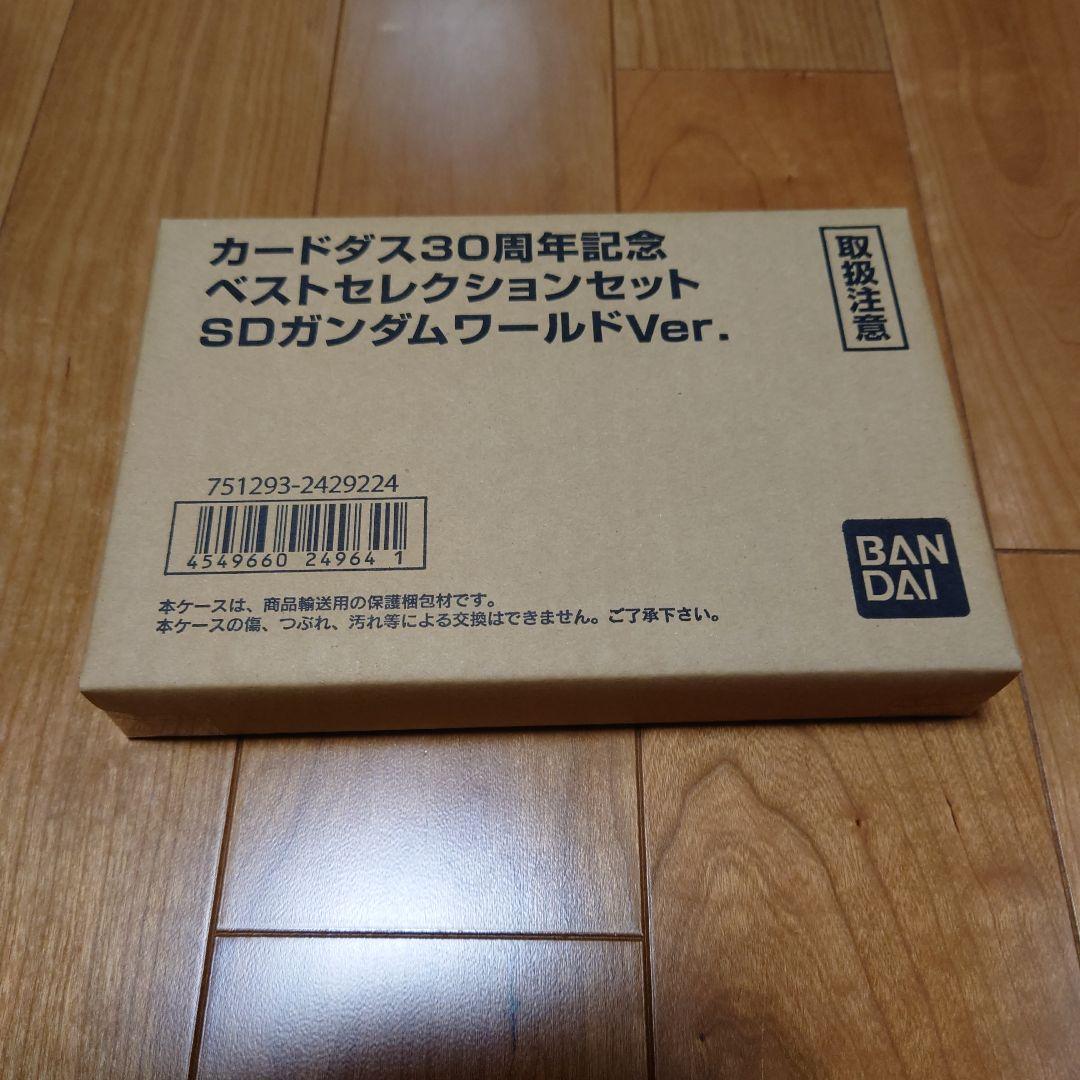 カードダス30周年記念
ベストセレクションセット
SDガンダムワールドVer.
取扱注意
751293-2429224
4549660 24964 1
BAN
DAI
本ケースは、商品輸送用の保護梱包材です。
本ケースの傷、つぶれ、汚れ等による交換はできません。ご了承下さい。